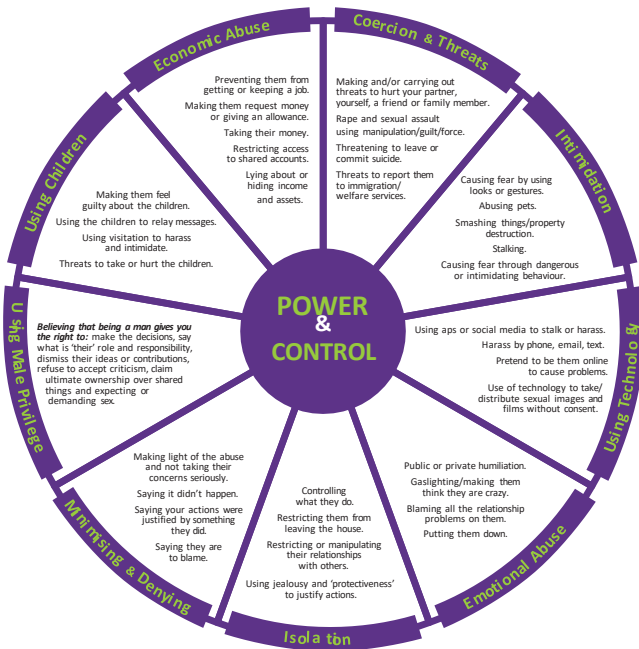 Economic Abuse
Preventing them from
getting or keeping a job.
Making them request money
or giving an allowance.
Taking their money.
Restricting access
to shared accounts.
Lying about or
hiding income
and assets.
Coercion & Threats
Making and/or carrying out
threats to hurt your partner,
yourself, a friend or family member.
Rape and sexual assault
using manipulation/guilt/force.
Threatening to leave or
commit suicide.
Threats to report them
to immigration/
welfare services.
Intimidation
Causing fear by using
looks or gestures.
Abusing pets.
Smashing things/property
destruction.
Stalking.
Causing fear through dangerous
or intimidating behaviour.
Using Technology
Using aps or social media to stalk or harass.
Harass by phone, email, text.
Pretend to be them online
to cause problems.
Use of technology to take/
distribute sexual images and
films without consent.
Emotional Abuse
Public or private humiliation.
Gaslighting/making them
think they are crazy.
Blaming all the relationship
problems on them.
Putting them down.
Isolation
Controlling
what they do.
Restricting them from
leaving the house.
Restricting or manipulating
their relationships
with others.
Using jealousy and ‘protectiveness’
to justify actions.
Minimising & Denying
Making light of the abuse
and not taking their
concerns seriously.
Saying it didn’t happen.
Saying your actions were
justified by something
they did.
Saying they are
to blame.
Using Male Privilege
Believing that being a man gives you
the right to: make the decisions, say
what is ‘their’ role and responsibility,
dismiss their ideas or contributions,
refuse to accept criticism, claim
ultimate ownership over shared
things and expecting or
demanding sex.
Using Children
Making them feel
guilty about the children.
Using the children to relay messages.
Using visitation to harass
and intimidate.
Threats to take or hurt the children.
POWER
&
CONTROL